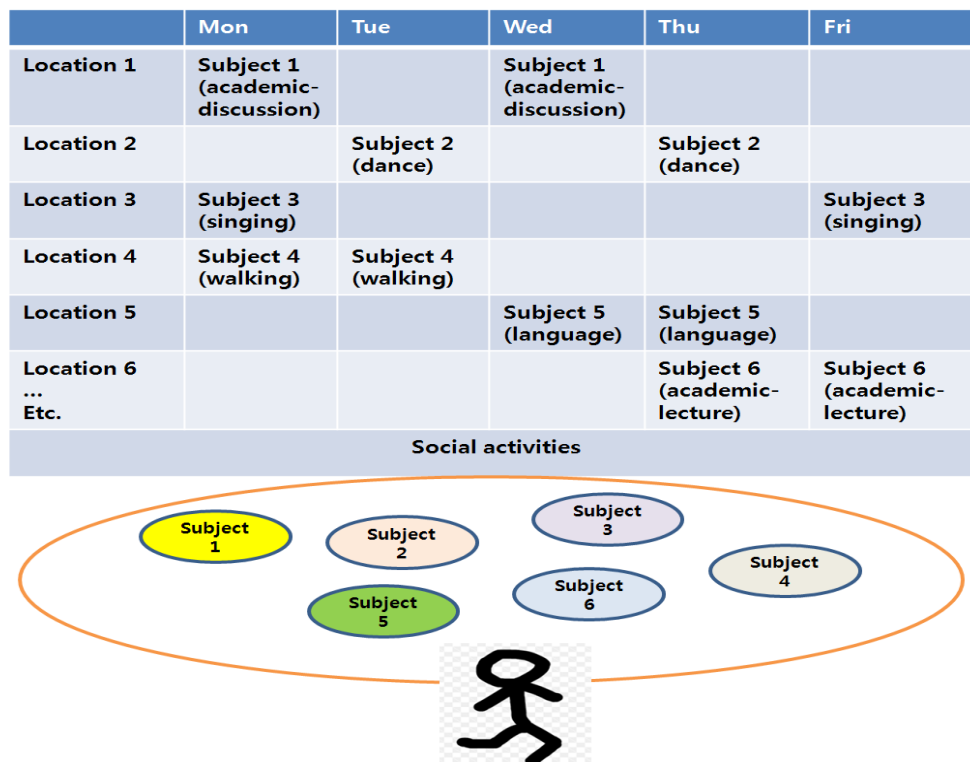 Mon Tue Wed Thu Fri
Location 1 Subject 1 Subject 1
(academic- (academic-
discussion) discussion)
Location 2 Subject 2 Subject 2
(dance) (dance)
Location 3 Subject 3 Subject 3
(singing) (singing)
Location 4 Subject 4 Subject 4
(walking) (walking)
Location 5 Subject 5 Subject 5
(language) (language)
Location 6 Subject 6 Subject 6
... (academic- (academic-
Etc. lecture) lecture)
Social activities
Subject
1
Subject
2
Subject
3
Subject
4
Subject
5
Subject
6